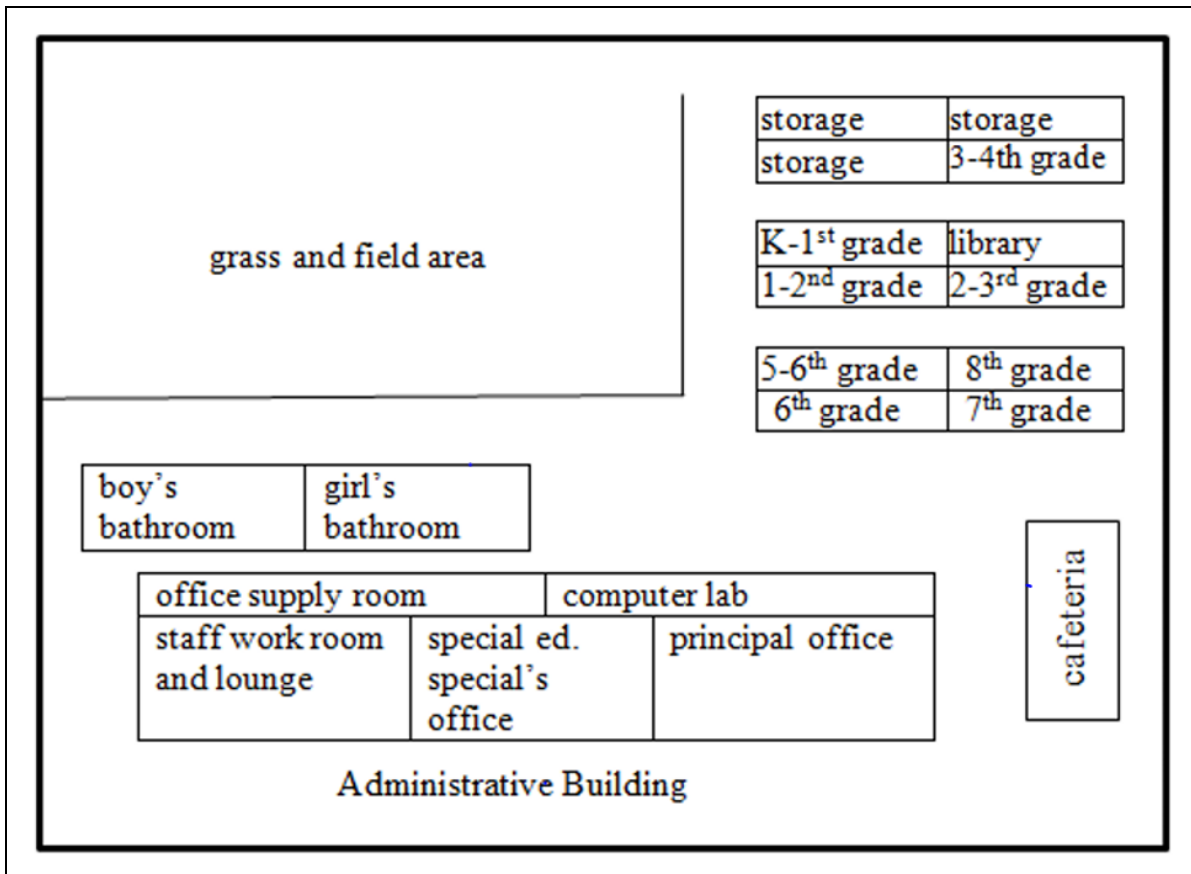 storage storage
storage 3-4th grade
grass and field area
K-1st grade library
1-2nd grade 2-3rd grade
5-6th grade 8th grade
6th grade 7th grade
boy’s girl’s
bathroom bathroom
office supply room computer lab
staff work room special ed. principal office
and lounge special’s
office
cafeteria
Administrative Building